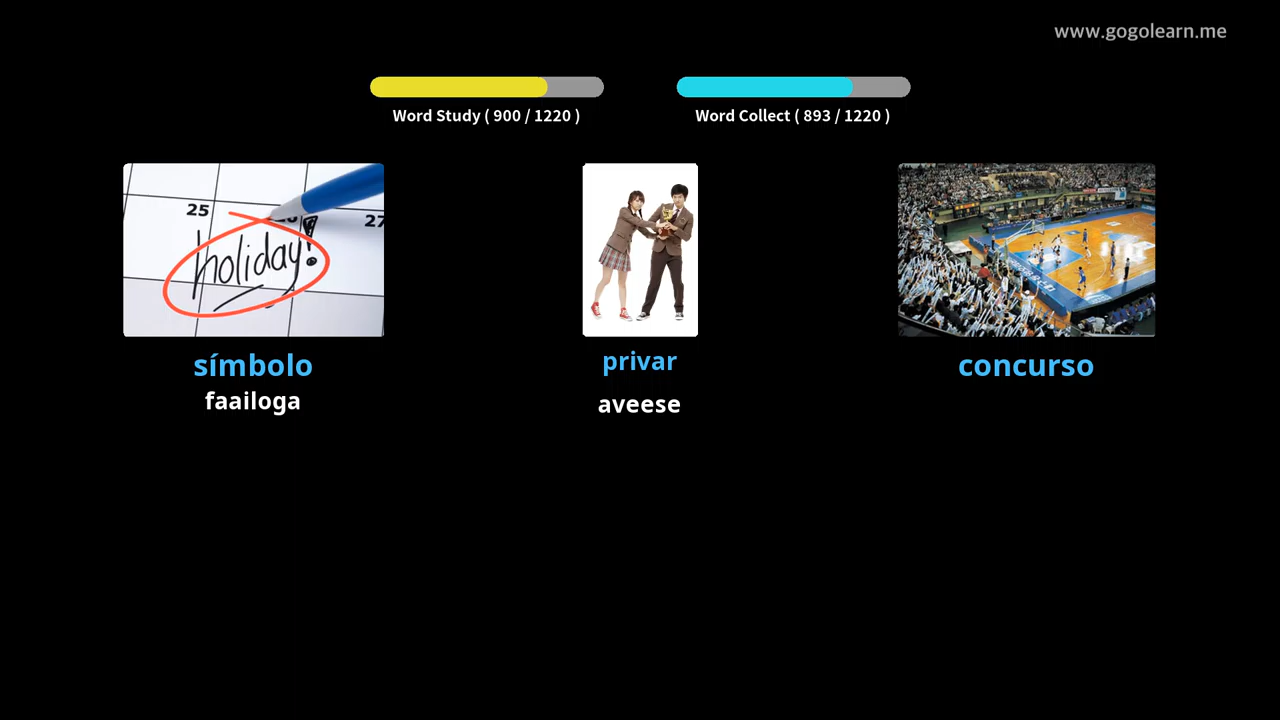 www.gogolearn.me
Word Study ( 900 / 1220 )
Word Collect ( 893 / 1220 )
25
27
holiday!
símbolo
privar
concurso
faailoga
aveese